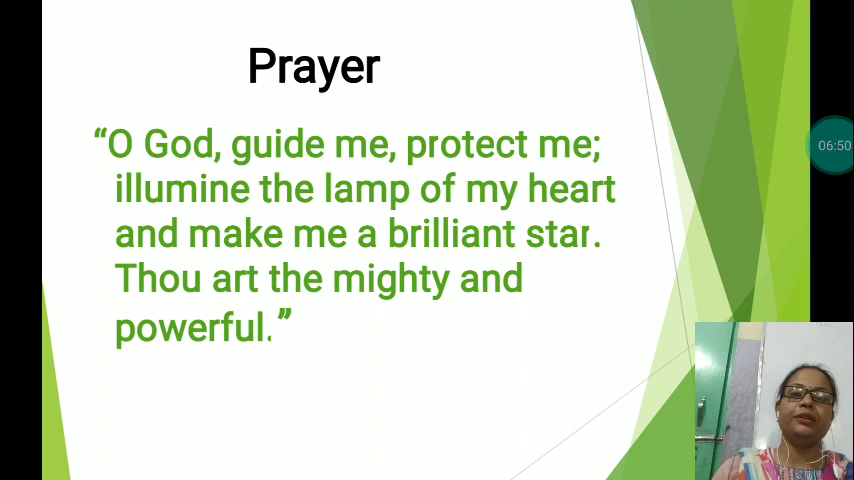 Prayer
“O God, guide me, protect me;
illumine the lamp of my heart
and make me a brilliant star.
Thou art the mighty and
powerful.”
06:50